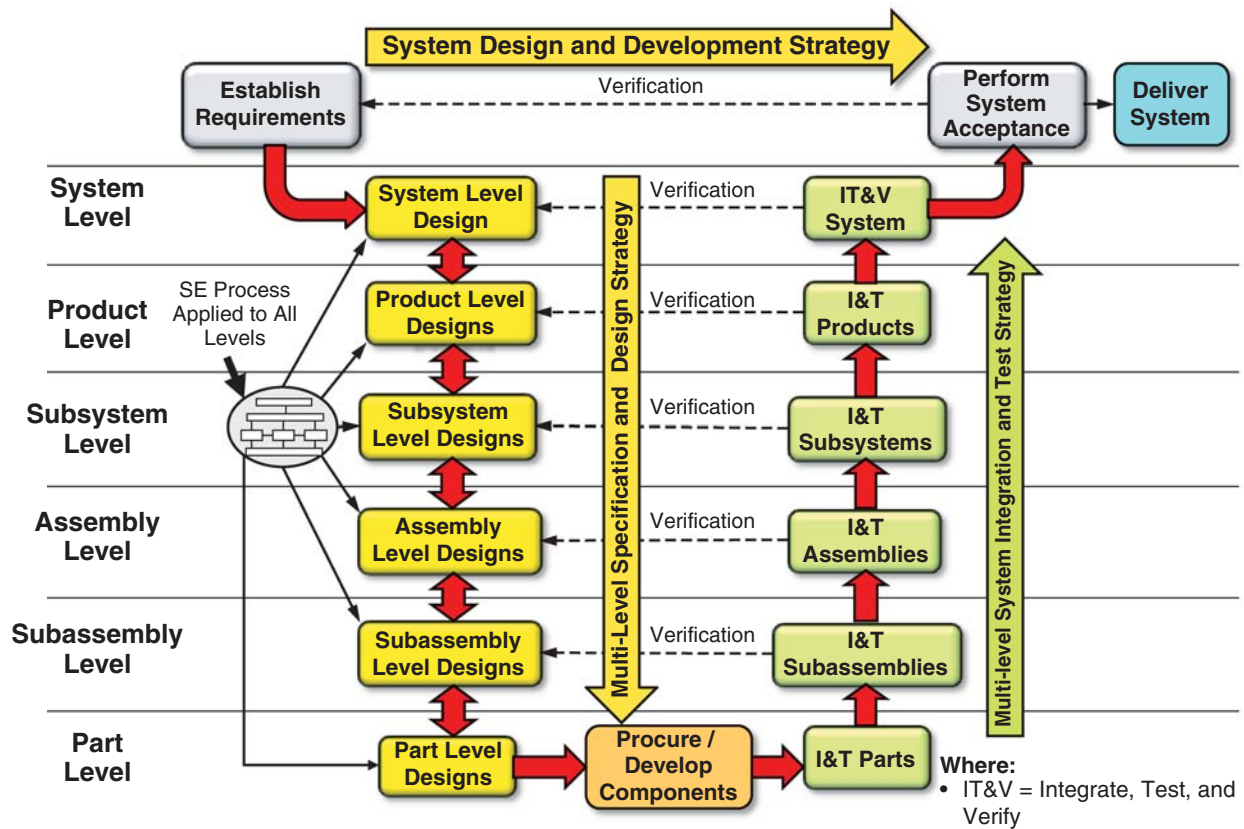 System Design and Development Strategy
Establish
Requirements
Verification
Perform
System
Acceptance
Deliver
System
System
Level
System Level
Design
Verification
IT&V
System
Product
Level
SE Process
Applied to All
Levels
Product Level
Designs
Verification
I&T
Products
Subsystem
Level
Subsystem
Level Designs
Verification
I&T
Subsystems
Assembly
Level
Assembly
Level Designs
Verification
I&T
Assemblies
Subassembly
Level
Subassembly
Level Designs
Verification
I&T
Subassemblies
Part
Level
Part Level
Designs
Procure /
Develop
Components
I&T Parts
Multi-Level Specification and Design Strategy
Multi-level System Integration and Test Strategy
Where:
• IT&V = Integrate, Test, and
Verify